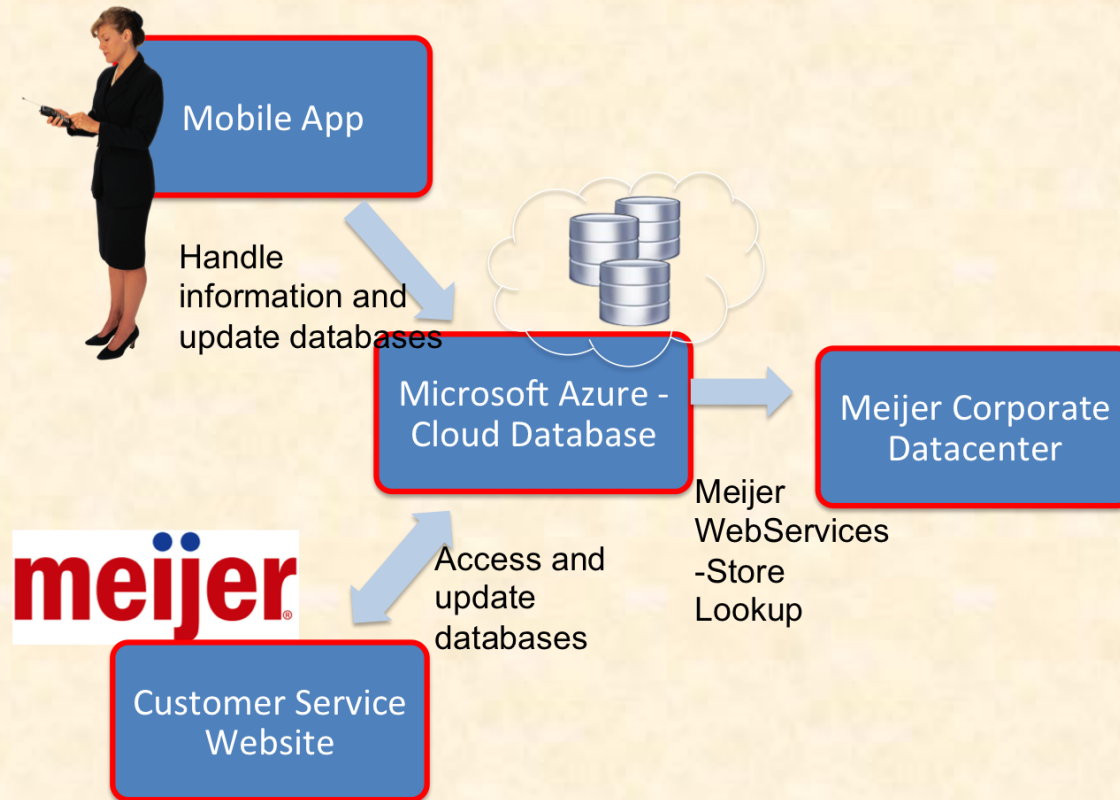 Mobile App
Handle
information and
update databases
Microsoft Azure -
Cloud Database
Meijer Corporate
Datacenter
Meijer
WebServices
-Store
Lookup
Access and
update
databases
meijer®
Customer Service
Website